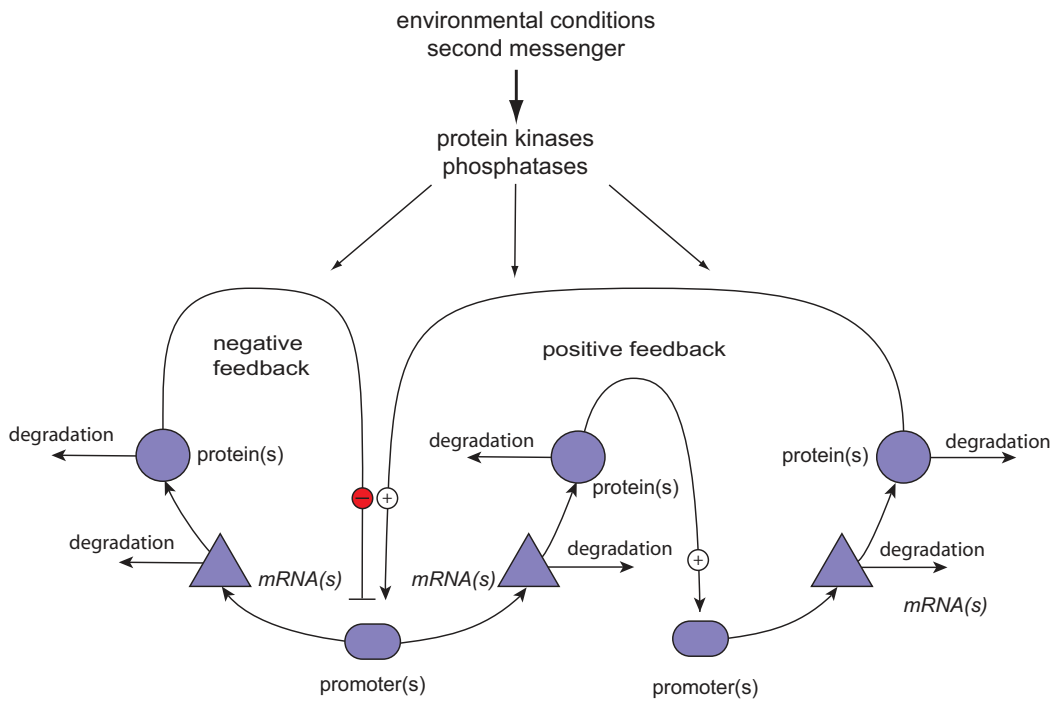 environmental conditions
second messenger
protein kinases
phosphatases
negative
feedback
positive feedback
degradation
protein(s)
degradation
protein(s)
protein(s)
degradation
degradation
mRNA(s)
mRNA(s)
degradation
degradation
mRNA(s)
promoter(s)
promoter(s)
−
+
+